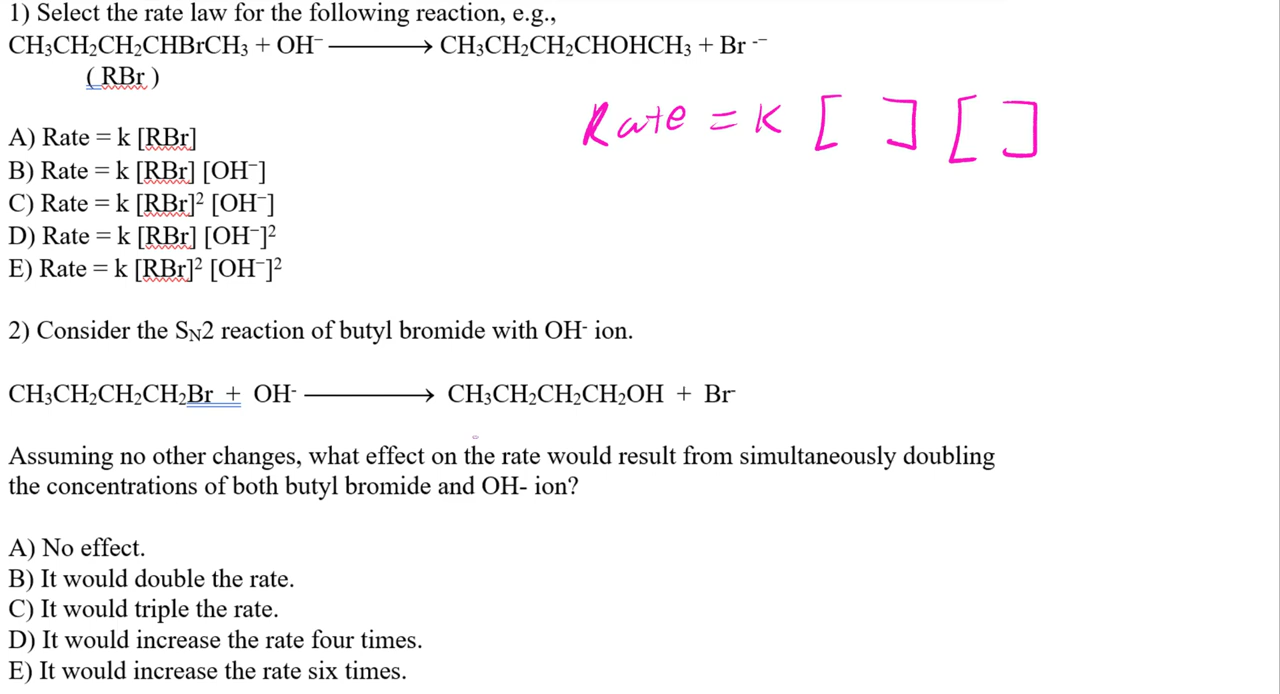 1) Select the rate law for the following reaction, e.g.,
CH₃CH₂CH₂CHBrCH₃ + OH⁻ ⟶ CH₃CH₂CH₂CHOHCH₃ + Br -⁻
( RBr )
Rate = K [ ] [ ]
A) Rate = k [RBr]
B) Rate = k [RBr] [OH⁻]
C) Rate = k [RBr]² [OH⁻]
D) Rate = k [RBr] [OH⁻]²
E) Rate = k [RBr]² [OH⁻]²
2) Consider the Sɴ2 reaction of butyl bromide with OH⁻ ion.
CH₃CH₂CH₂CH₂Br + OH⁻ ⟶ CH₃CH₂CH₂CH₂OH + Br⁻
Assuming no other changes, what effect on the rate would result from simultaneously doubling
the concentrations of both butyl bromide and OH- ion?
A) No effect.
B) It would double the rate.
C) It would triple the rate.
D) It would increase the rate four times.
E) It would increase the rate six times.